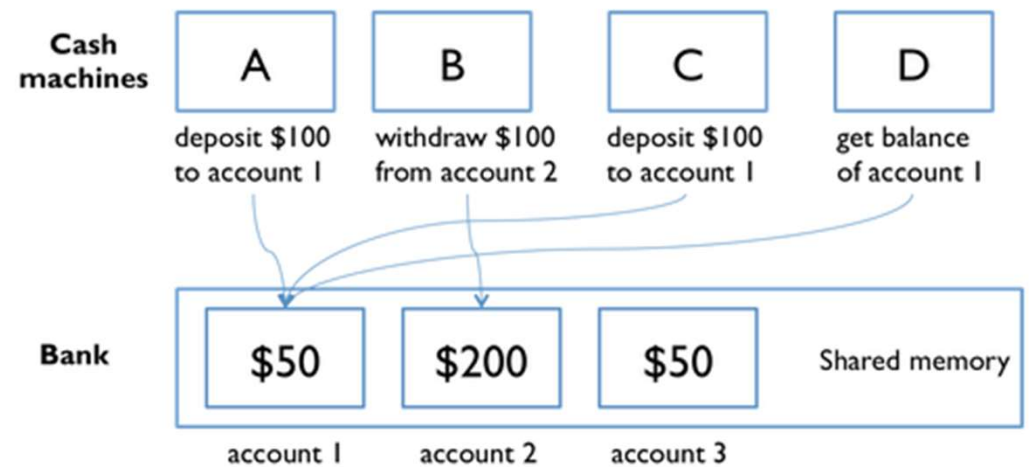 Cash
machines
A
B
C
D
deposit $100
to account 1
withdraw $100
from account 2
deposit $100
to account 1
get balance
of account 1
Bank
$50
$200
$50
Shared memory
account 1
account 2
account 3